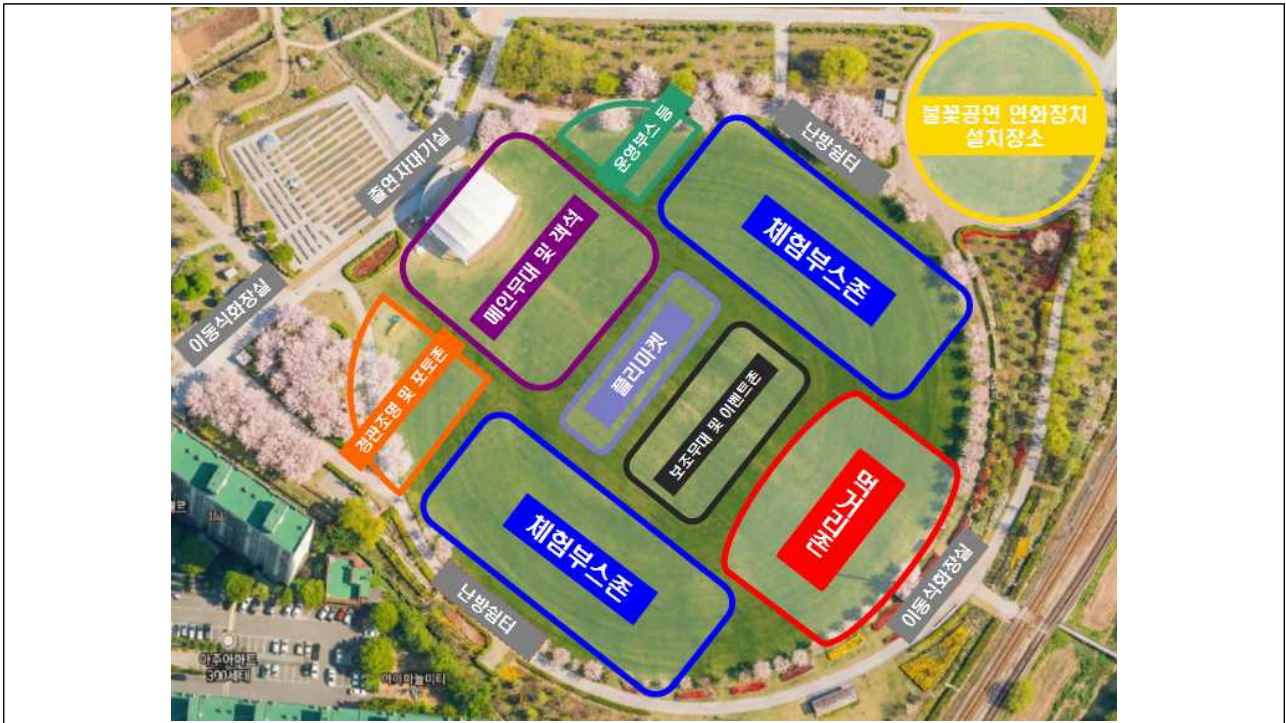 불꽃공연 연화장치
설치장소
운영부스 등
난방쉼터
출연자대기실
체험부스존
메인무대 및 객석
이동식화장실
플리마켓
경관조명 및 포토존
보조무대 및 이벤트존
먹거리존
체험부스존
이동식화장실
난방쉼터
아주아파트
300세대